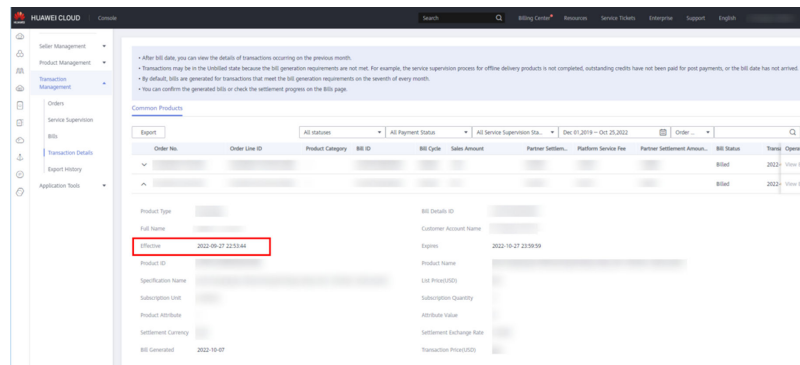 HUAWEI
HUAWEI CLOUD Console Search Billing Center Resources Service Tickets Enterprise Support English
Seller Management
Product Management
Transaction
Management
Orders
Service Supervision
Bills
Transaction Details
Export History
Application Tools
• After bill date, you can view the details of transactions occurring on the previous month.
• Transactions may be in the Unbilled state because the bill generation requirements are not met. For example, the service supervision process for offline delivery products is not completed, outstanding credits have not been paid for post payments, or the bill date has not arrived.
• By default, bills are generated for transactions that meet the bill generation requirements on the seventh of every month.
• You can confirm the generated bills or check the settlement progress on the Bills page.
Common Products
Export All statuses All Payment Status All Service Supervision Sta... Dec 01,2019 – Oct 25,2022 Order ...
Order No. Order Line ID Product Category Bill ID Bill Cycle Sales Amount Partner Settlem... Platform Service Fee Partner Settlement Amoun... Bill Status Transa Opera
Billed 2022- View B
Billed 2022- View B
Product Type Bill Details ID
Full Name Customer Account Name
Effective 2022-09-27 22:53:44 Expires 2022-10-27 23:59:59
Product ID Product Name
Specification Name List Price(USD)
Subscription Unit Subscription Quantity
Product Attribute Attribute Value
Settlement Currency Settlement Exchange Rate
Bill Generated 2022-10-07 Transaction Price(USD)